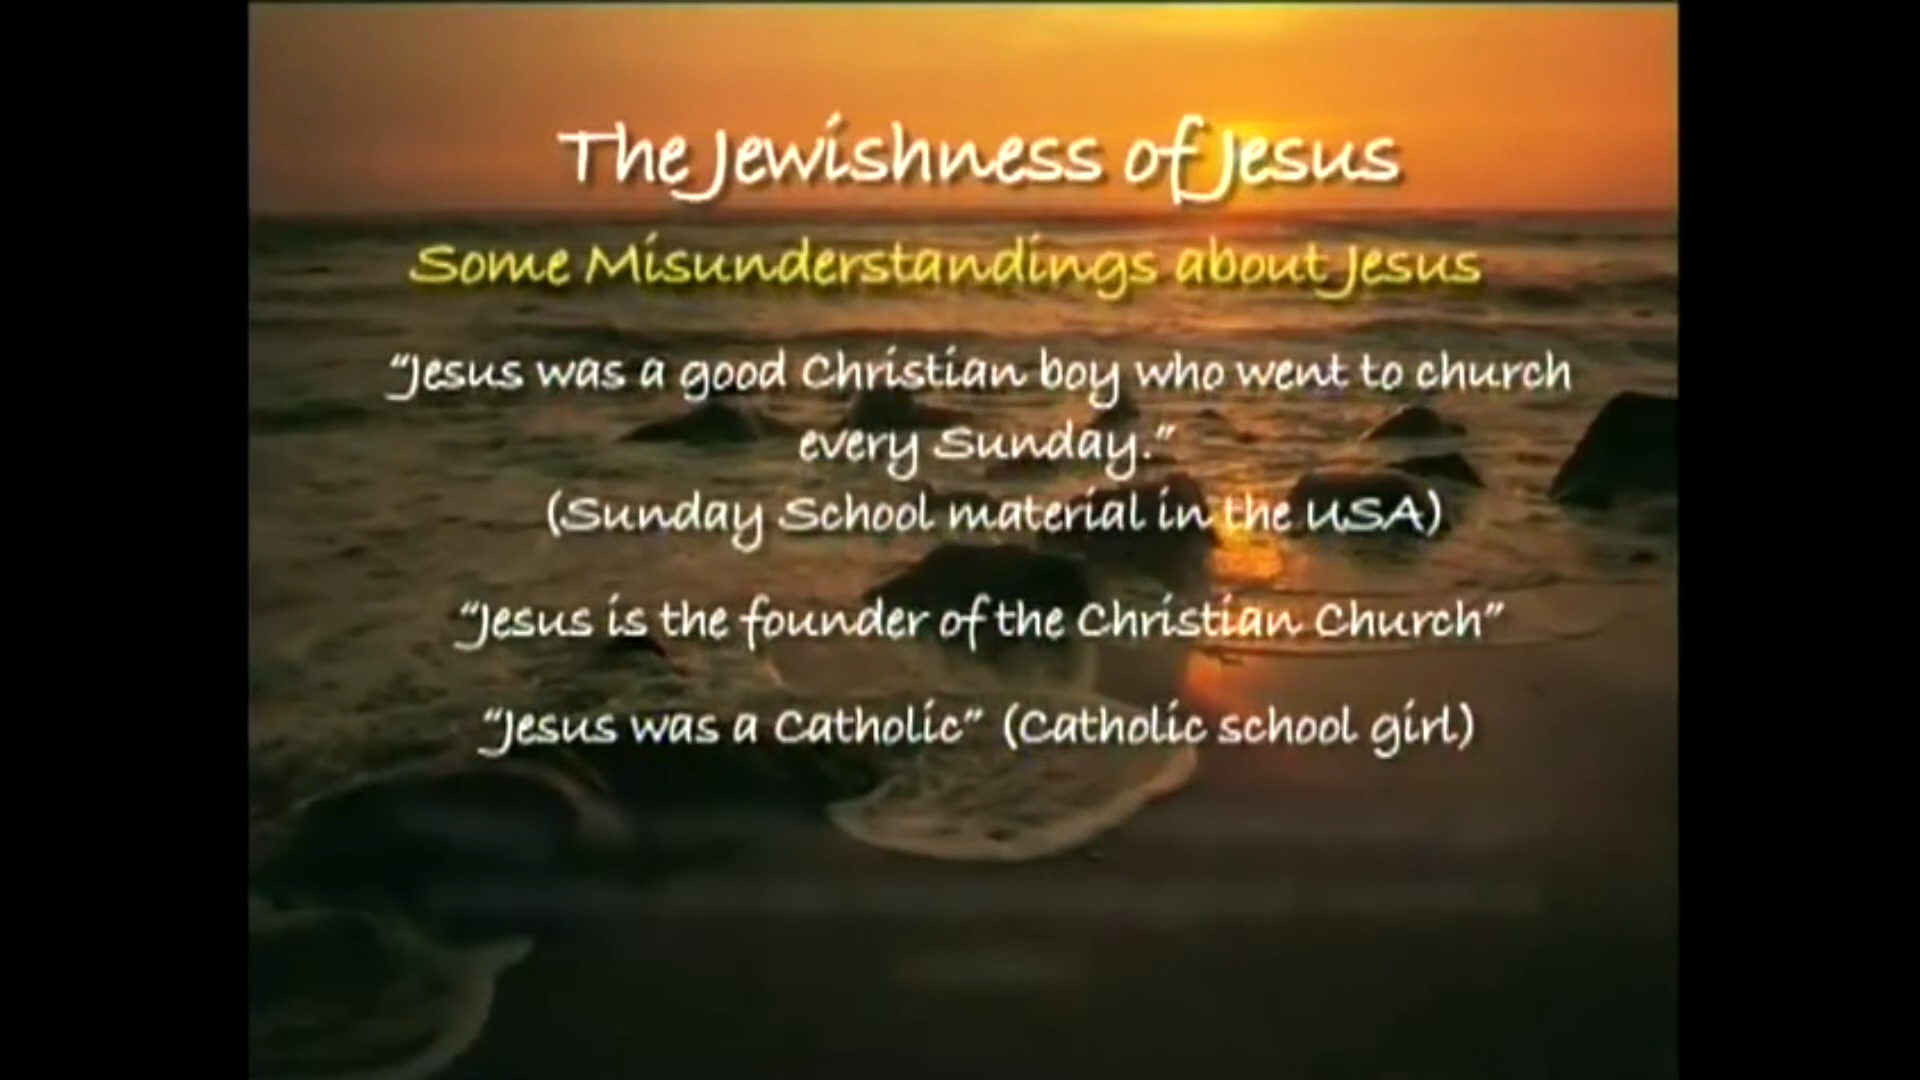 The Jewishness of Jesus
Some Misunderstandings about Jesus
“Jesus was a good Christian boy who went to church
every Sunday.”
(Sunday School material in the USA)
“Jesus is the founder of the Christian Church”
“Jesus was a Catholic” (Catholic school girl)